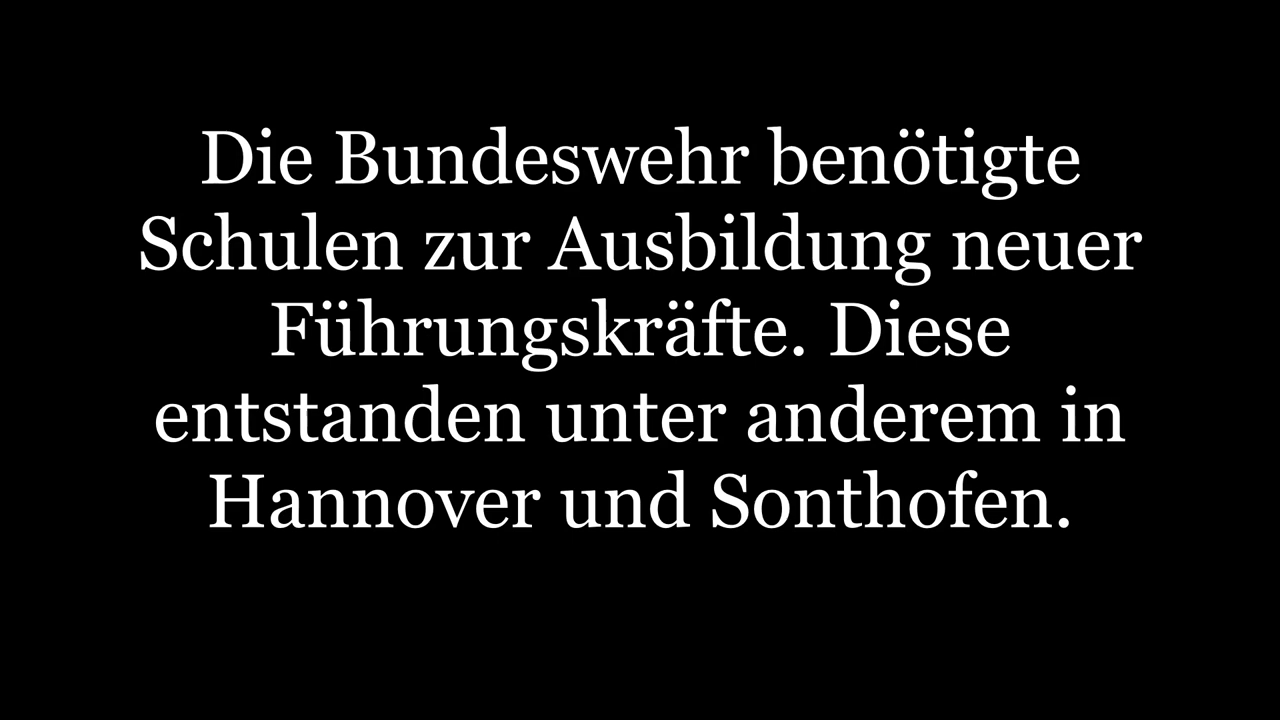 Die Bundeswehr benötigte
Schulen zur Ausbildung neuer
Führungskräfte. Diese
entstanden unter anderem in
Hannover und Sonthofen.